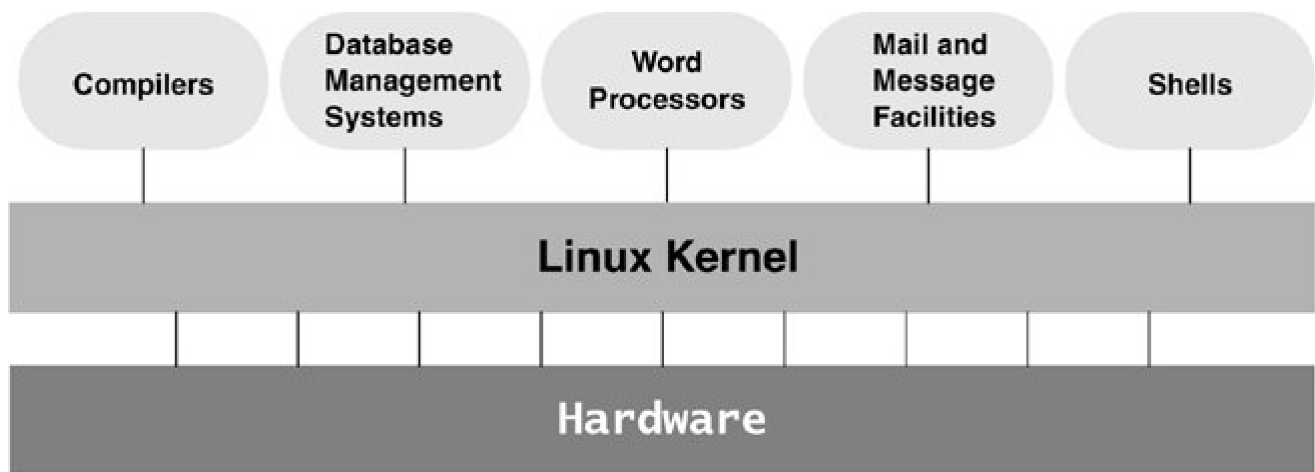 Compilers
Database
Management
Systems
Word
Processors
Mail and
Message
Facilities
Shells
Linux Kernel
Hardware